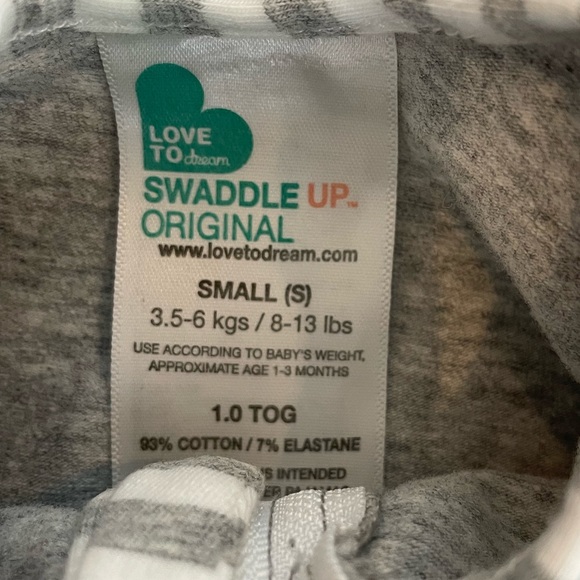 LOVE
TO dream
SWADDLE UP™
ORIGINAL
www.lovetodream.com
SMALL (S)
3.5-6 kgs / 8-13 lbs
USE ACCORDING TO BABY'S WEIGHT,
APPROXIMATE AGE 1-3 MONTHS
1.0 TOG
93% COTTON / 7% ELASTANE
INTENDED